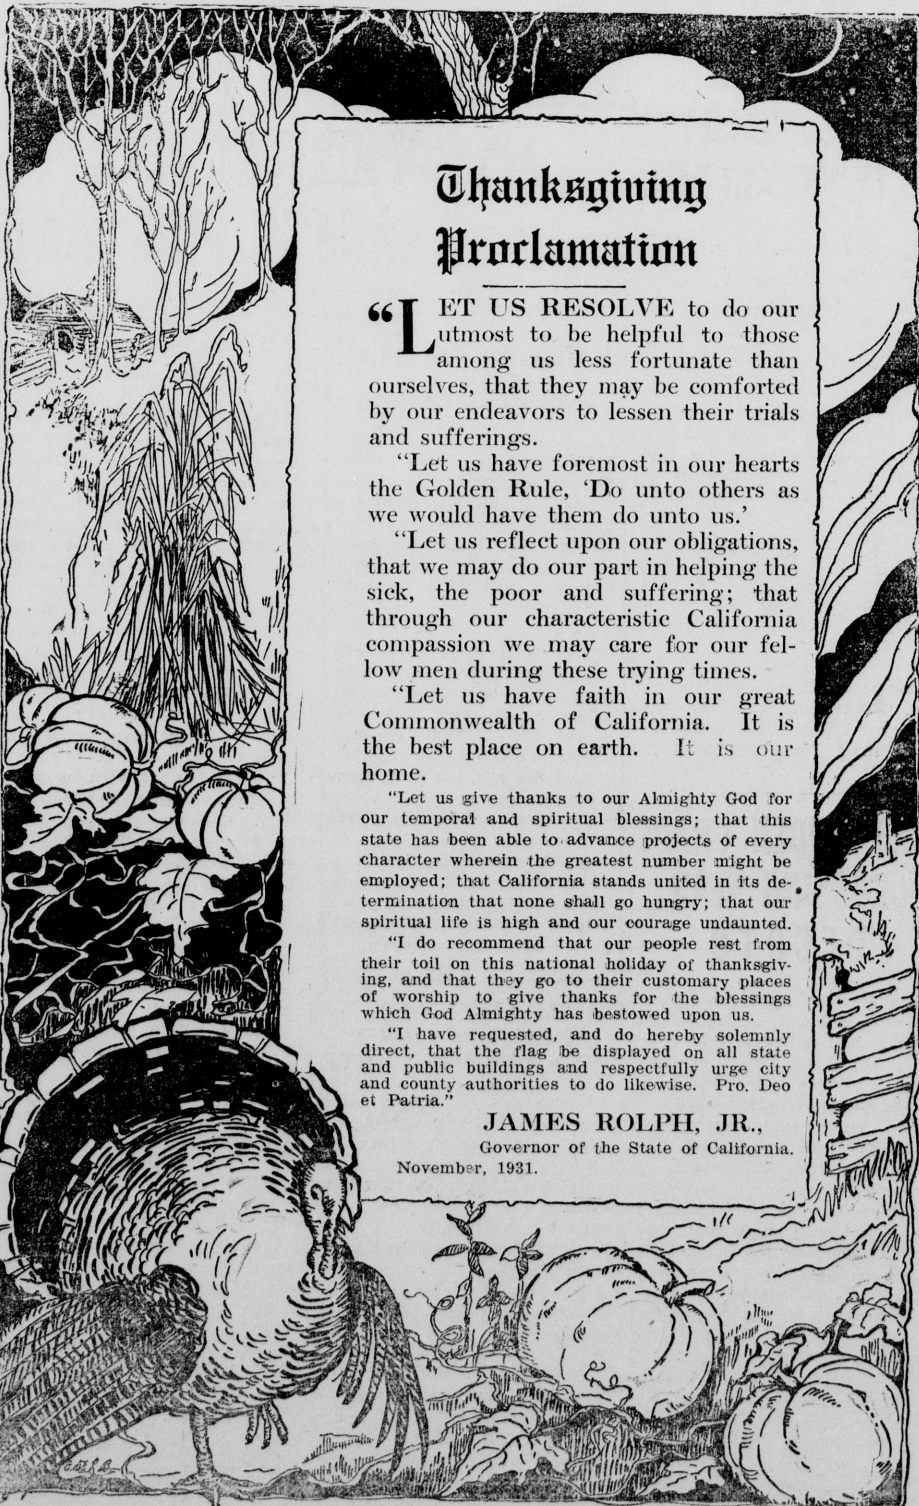 Thanksgiving
Proclamation
"LET US RESOLVE to do our
utmost to be helpful to those
among us less fortunate than
ourselves, that they may be comforted
by our endeavors to lessen their trials
and sufferings.
"Let us have foremost in our hearts
the Golden Rule, 'Do unto others as
we would have them do unto us.'
"Let us reflect upon our obligations,
that we may do our part in helping the
sick, the poor and suffering; that
through our characteristic California
compassion we may care for our fel-
low men during these trying times.
"Let us have faith in our great
Commonwealth of California. It is
the best place on earth. It is our
home.
"Let us give thanks to our Almighty God for
our temporal and spiritual blessings; that this
state has been able to advance projects of every
character wherein the greatest number might be
employed; that California stands united in its de-
termination that none shall go hungry; that our
spiritual life is high and our courage undaunted.
"I do recommend that our people rest from
their toil on this national holiday of thanksgiv-
ing, and that they go to their customary places
of worship to give thanks for the blessings
which God Almighty has bestowed upon us.
"I have requested, and do hereby solemnly
direct, that the flag be displayed on all state
and public buildings and respectfully urge city
and county authorities to do likewise. Pro. Deo
et Patria."
JAMES ROLPH, JR.,
Governor of the State of California.
November, 1931.